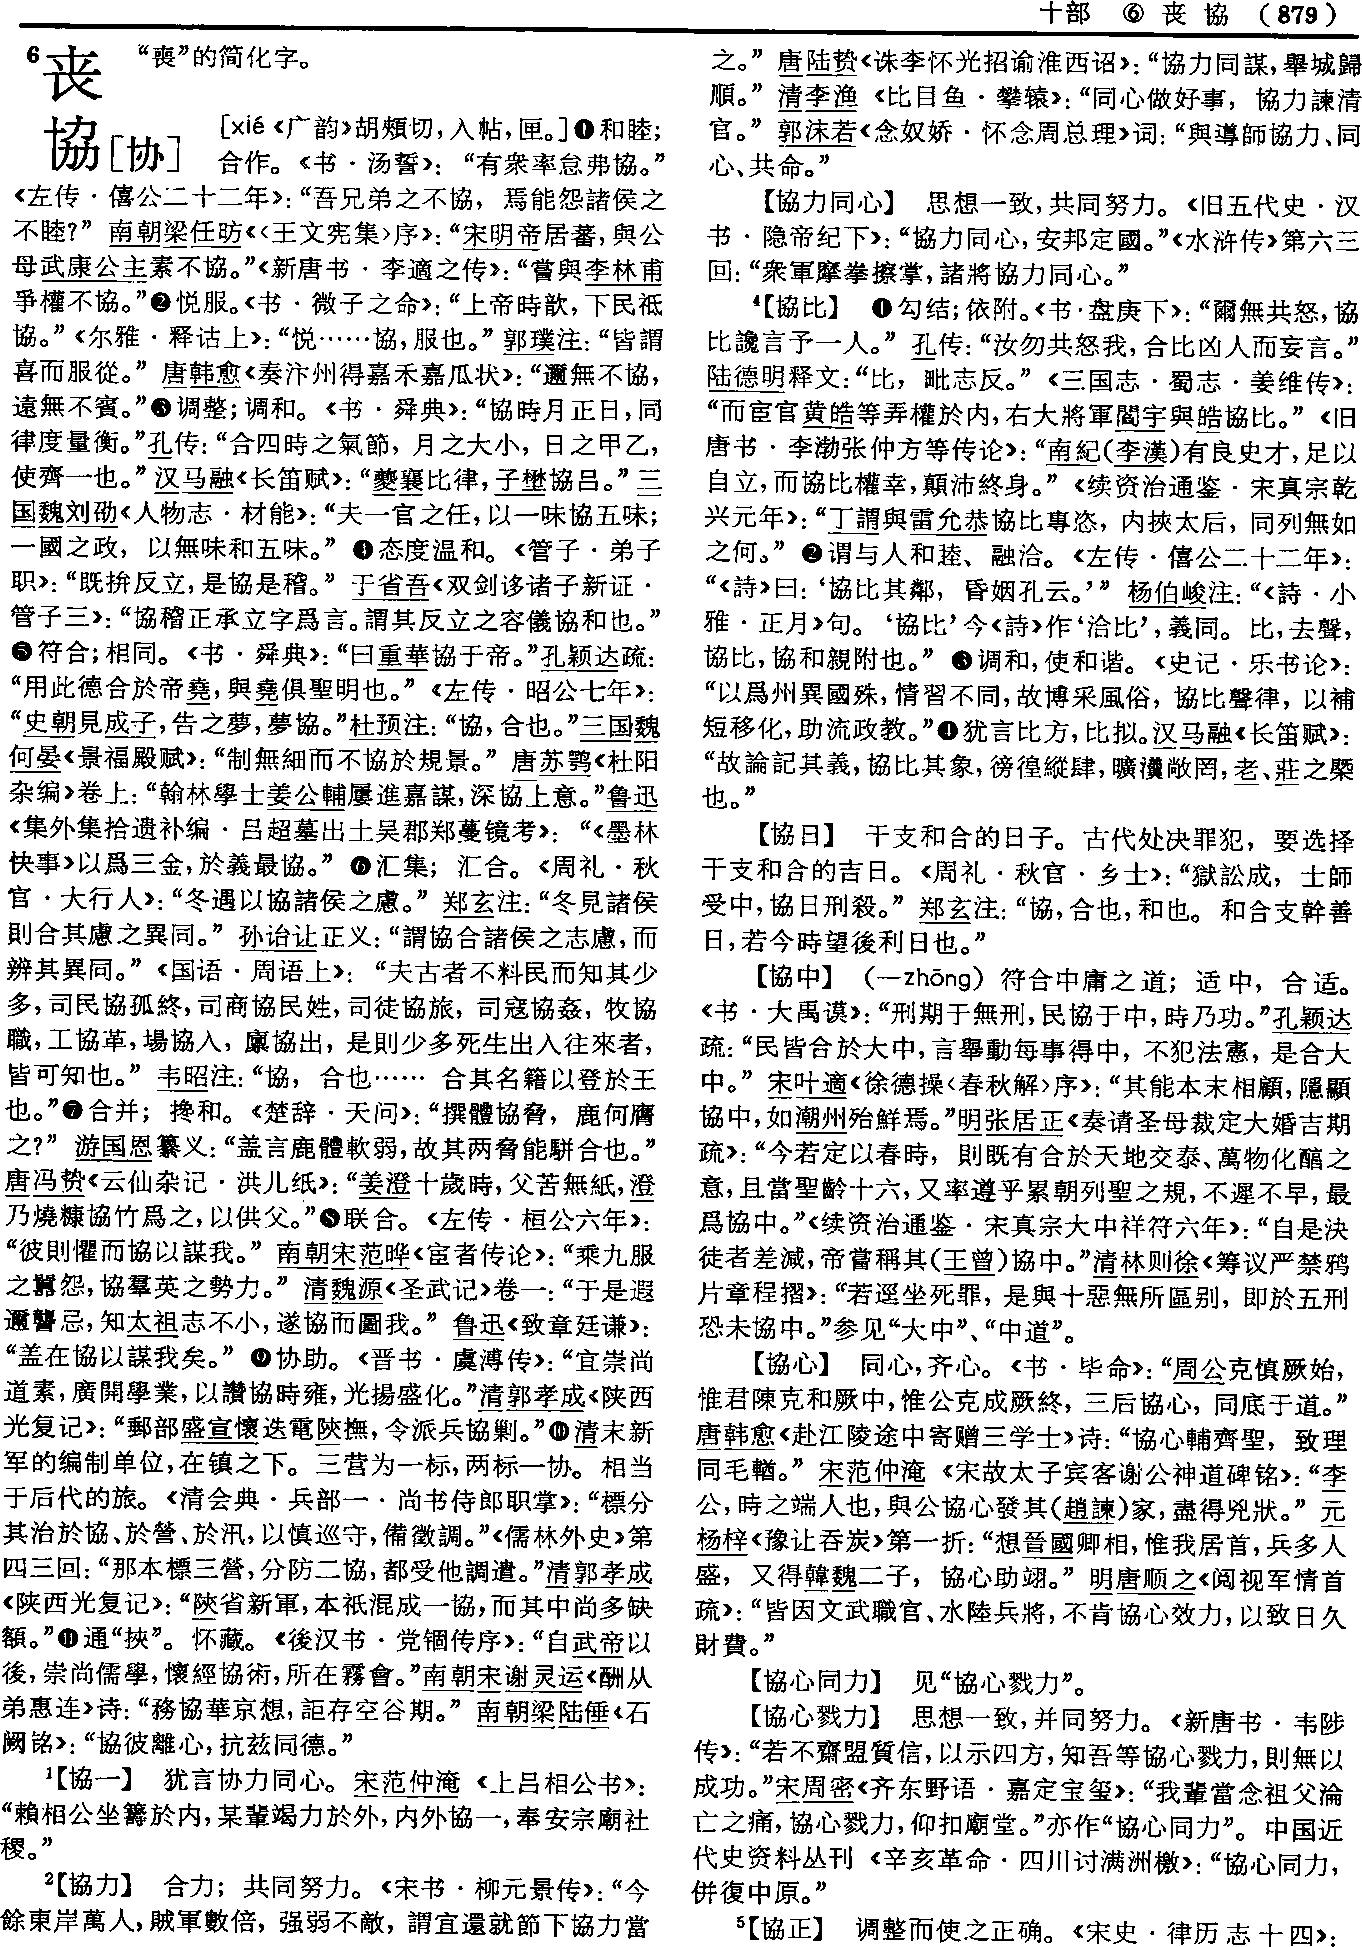 十部 ⑥ 丧 協 （879）
6丧 “喪”的简化字。
協[协] [xié《广韵》胡頰切，入帖，匣。]❶和睦；
合作。《书·汤誓》：“有衆率怠弗協。”
《左传·僖公二十二年》：“吾兄弟之不協，焉能怨諸侯之
不睦？” 南朝梁任昉《〈王文宪集〉序》：“宋明帝居蕃，與公
母武康公主素不協。”《新唐书·李適之传》：“嘗與李林甫
爭權不協。”❷悦服。《书·微子之命》：“上帝時歆，下民祗
協。”《尔雅·释诂上》：“悦……協，服也。” 郭璞注：“皆謂
喜而服從。” 唐韩愈《奏汴州得嘉禾嘉瓜状》：“邇無不協，
遠無不賓。”❸调整；调和。《书·舜典》：“協時月正日，同
律度量衡。”孔传：“合四時之氣節，月之大小，日之甲乙，
使齊一也。” 汉马融《长笛赋》：“夔襄比律，子壄協吕。” 三
国魏刘劭《人物志·材能》：“夫一官之任，以一味協五味；
一國之政，以無味和五味。” ❹态度温和。《管子·弟子
职》：“既拚反立，是協是稽。” 于省吾《双剑誃诸子新证·
管子三》：“協稽正承立字爲言。謂其反立之容儀協和也。”
❺符合；相同。《书·舜典》：“曰重華協于帝。”孔颖达疏：
“用此德合於帝堯，與堯俱聖明也。” 《左传·昭公七年》：
“史朝見成子，告之夢，夢協。”杜预注：“協，合也。”三国魏
何晏《景福殿赋》：“制無細而不協於規景。” 唐苏鹗《杜阳
杂编》卷上：“翰林學士姜公輔屢進嘉謀，深協上意。”鲁迅
《集外集拾遗补编·吕超墓出土吴郡郑蔓镜考》：“《墨林
快事》以爲三金，於義最協。” ❻汇集；汇合。《周礼·秋
官·大行人》：“冬遇以協諸侯之慮。” 郑玄注：“冬見諸侯
則合其慮之異同。” 孙诒让正义：“謂協合諸侯之志慮，而
辨其異同。”《国语·周语上》：“夫古者不料民而知其少
多，司民協孤終，司商協民姓，司徒協旅，司寇協姦，牧協
職，工協革，場協入，廩協出，是則少多死生出入往來者，
皆可知也。” 韦昭注：“協，合也…… 合其名籍以登於王
也。”❼合并；搀和。《楚辞·天问》：“撰體協脅，鹿何膺
之？” 游国恩纂义：“盖言鹿體軟弱，故其两脅能駢合也。”
唐冯贽《云仙杂记·洪儿纸》：“姜澄十歲時，父苦無紙，澄
乃燒糠協竹爲之，以供父。”❽联合。《左传·桓公六年》：
“彼則懼而協以謀我。” 南朝宋范晔《宦者传论》：“乘九服
之囂怨，協羣英之勢力。” 清魏源《圣武记》卷一：“于是遐
邇讋忌，知太祖志不小，遂協而圖我。” 鲁迅《致章廷谦》：
“盖在協以謀我矣。” ❾协助。《晋书·虞溥传》：“宜崇尚
道素，廣開學業，以讚協時雍，光揚盛化。”清郭孝成《陕西
光复记》：“郵部盛宣懷迭電陝撫，令派兵協剿。”❿清末新
军的编制单位，在镇之下。三营为一标，两标一协。相当
于后代的旅。《清会典·兵部一·尚书侍郎职掌》：“標分
其治於協、於營、於汛，以慎巡守，備徵調。”《儒林外史》第
四三回：“那本標三營，分防二協，都受他調遣。”清郭孝成
《陕西光复记》：“陝省新軍，本祇混成一協，而其中尚多缺
額。”⓫通“挾”。怀藏。《後汉书·党锢传序》：“自武帝以
後，崇尚儒學，懷經協術，所在霧會。”南朝宋谢灵运《酬从
弟惠连》诗：“務協華京想，詎存空谷期。” 南朝梁陆倕《石
阙铭》：“協彼離心，抗兹同德。”
1【協一】 犹言协力同心。宋范仲淹《上吕相公书》：
“賴相公坐籌於内，某輩竭力於外，内外協一，奉安宗廟社
稷。”
2【協力】 合力；共同努力。《宋书·柳元景传》：“今
餘東岸萬人，賊軍數倍，强弱不敵，謂宜還就節下協力當
之。” 唐陆贽《诛李怀光招谕淮西诏》：“協力同謀，舉城歸
順。” 清李渔《比目鱼·攀辕》：“同心做好事，協力諫清
官。” 郭沫若《念奴娇·怀念周总理》词：“與導師協力、同
心、共命。”
【協力同心】 思想一致，共同努力。《旧五代史·汉
书·隐帝纪下》：“協力同心，安邦定國。”《水浒传》第六三
回：“衆軍摩拳擦掌，諸將協力同心。”
4【協比】 ❶勾结；依附。《书·盘庚下》：“爾無共怒，協
比讒言予一人。” 孔传：“汝勿共怒我，合比凶人而妄言。”
陆德明释文：“比，毗志反。”《三国志·蜀志·姜维传》：
“而宦官黄皓等弄權於内，右大將軍閻宇與皓協比。”《旧
唐书·李渤张仲方等传论》：“南紀（李漢）有良史才，足以
自立，而協比權幸，顛沛終身。”《续资治通鉴·宋真宗乾
兴元年》：“丁謂與雷允恭協比專恣，内挾太后，同列無如
之何。” ❷谓与人和睦、融洽。《左传·僖公二十二年》：
“《詩》曰：‘協比其鄰，昏姻孔云。’” 杨伯峻注：“《詩·小
雅·正月》句。‘協比’今《詩》作‘洽比’，義同。比，去聲，
協比，協和親附也。” ❸调和，使和谐。《史记·乐书论》：
“以爲州異國殊，情習不同，故博采風俗，協比聲律，以補
短移化，助流政教。”❹犹言比方，比拟。汉马融《长笛赋》：
“故論記其義，協比其象，徬徨縱肆，曠瀁敞罔，老、莊之槩
也。”
【協日】 干支和合的日子。古代处决罪犯，要选择
干支和合的吉日。《周礼·秋官·乡士》：“獄訟成，士師
受中，協日刑殺。” 郑玄注：“協，合也，和也。和合支幹善
日，若今時望後利日也。”
【協中】 （一zhōng）符合中庸之道；适中，合适。
《书·大禹谟》：“刑期于無刑，民協于中，時乃功。”孔颖达
疏：“民皆合於大中，言舉動每事得中，不犯法憲，是合大
中。” 宋叶適《徐德操〈春秋解〉序》：“其能本末相顧，隱顯
協中，如潮州殆鮮焉。”明张居正《奏请圣母裁定大婚吉期
疏》：“今若定以春時，則既有合於天地交泰、萬物化醕之
意，且當聖齡十六，又率遵乎累朝列聖之規，不遲不早，最
爲協中。”《续资治通鉴·宋真宗大中祥符六年》：“自是決
徒者差減，帝嘗稱其（王曾）協中。”清林则徐《筹议严禁鸦
片章程摺》：“若逕坐死罪，是與十惡無所區别，即於五刑
恐未協中。”参见“大中”、“中道”。
【協心】 同心，齐心。《书·毕命》：“周公克慎厥始，
惟君陳克和厥中，惟公克成厥終，三后協心，同底于道。”
唐韩愈《赴江陵途中寄赠三学士》诗：“協心輔齊聖，致理
同毛輶。” 宋范仲淹《宋故太子宾客谢公神道碑铭》：“李
公，時之端人也，與公協心發其（趙諫）家，盡得兇狀。” 元
杨梓《豫让吞炭》第一折：“想晉國卿相，惟我居首，兵多人
盛，又得韓魏二子，協心助翊。” 明唐顺之《阅视军情首
疏》：“皆因文武職官、水陸兵將，不肯協心效力，以致日久
財費。”
【協心同力】 见“協心戮力”。
【協心戮力】 思想一致，并同努力。《新唐书·韦陟
传》：“若不齋盟質信，以示四方，知吾等協心戮力，則無以
成功。”宋周密《齐东野语·嘉定宝玺》：“我輩當念祖父淪
亡之痛，協心戮力，仰扣廟堂。”亦作“協心同力”。中国近
代史资料丛刊《辛亥革命·四川讨满洲檄》：“協心同力，
併復中原。”
5【協正】 调整而使之正确。《宋史·律历志十四》：